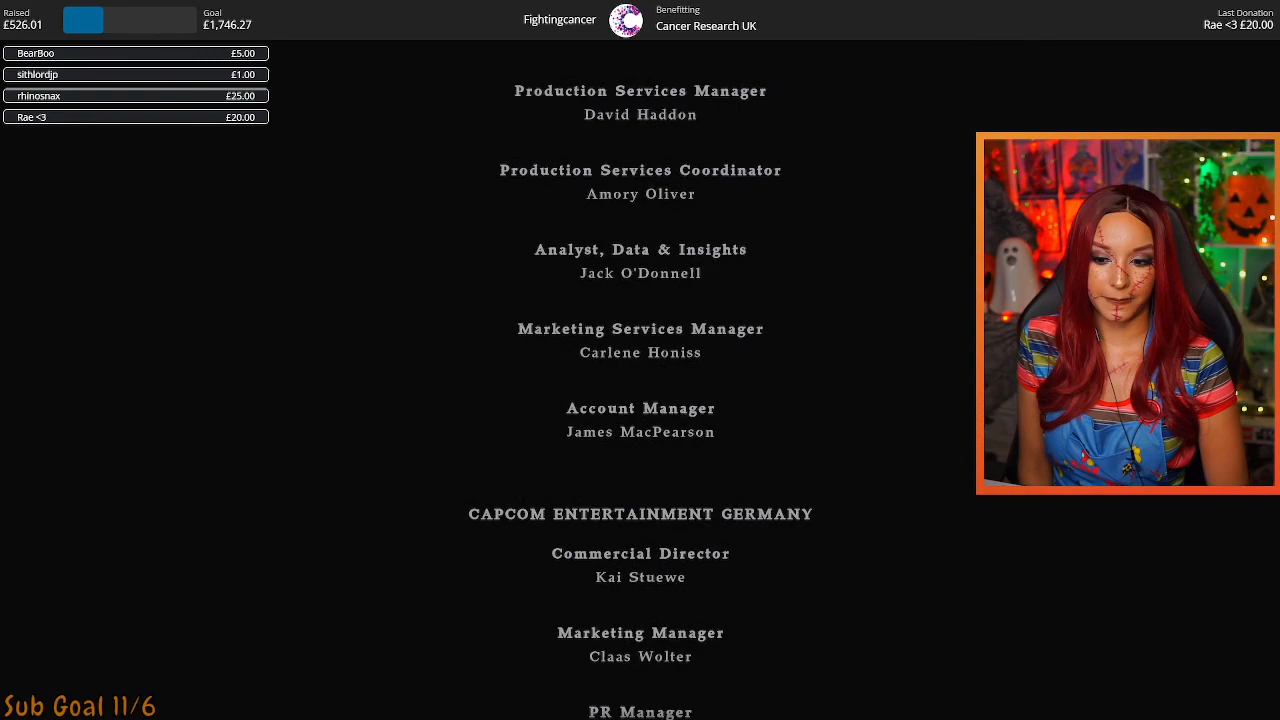 Raised
£526.01
Goal
£1,746.27
Fightingcancer
Benefitting
Cancer Research UK
Last Donation
Rae <3 £20.00
BearBoo £5.00
sithlordjp £1.00
rhinosnax £25.00
Rae <3 £20.00
Production Services Manager
David Haddon
Production Services Coordinator
Amory Oliver
Analyst, Data & Insights
Jack O'Donnell
Marketing Services Manager
Carlene Honiss
Account Manager
James MacPearson
CAPCOM ENTERTAINMENT GERMANY
Commercial Director
Kai Stuewe
Marketing Manager
Claas Wolter
PR Manager
Sub Goal 11/6